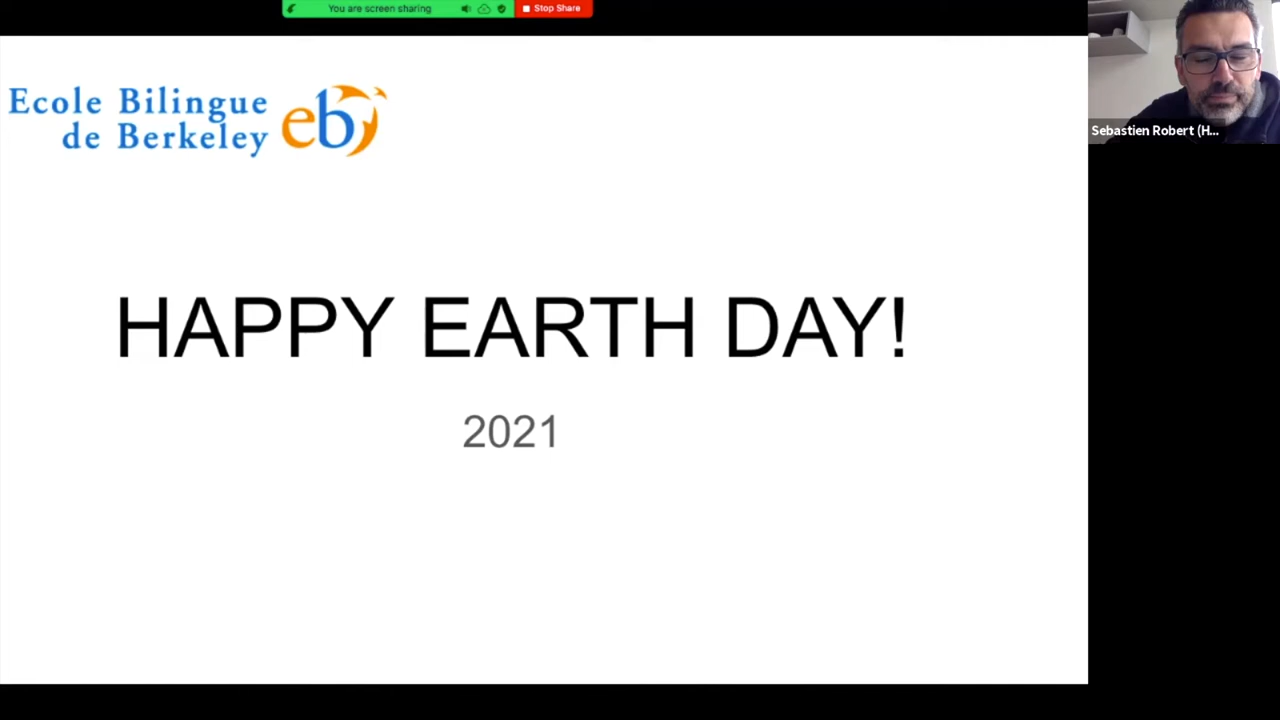 You are screen sharing
Stop Share
Sebastien Robert (H...
Ecole Bilingue
de Berkeley
eb
HAPPY EARTH DAY!
2021